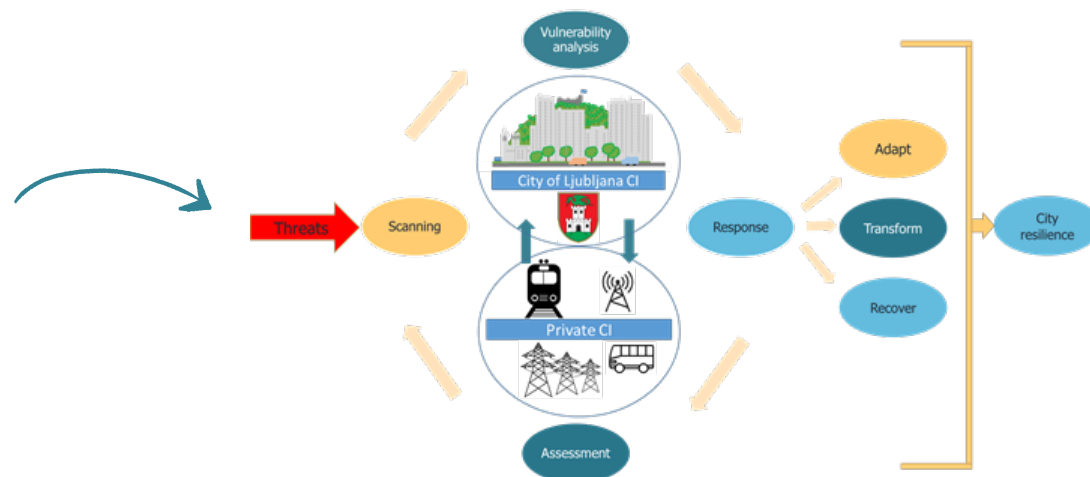 Vulnerability
analysis
City of Ljubljana CI
Threats
Scanning
Response
Adapt
Transform
Recover
City
resilience
Private CI
Assessment